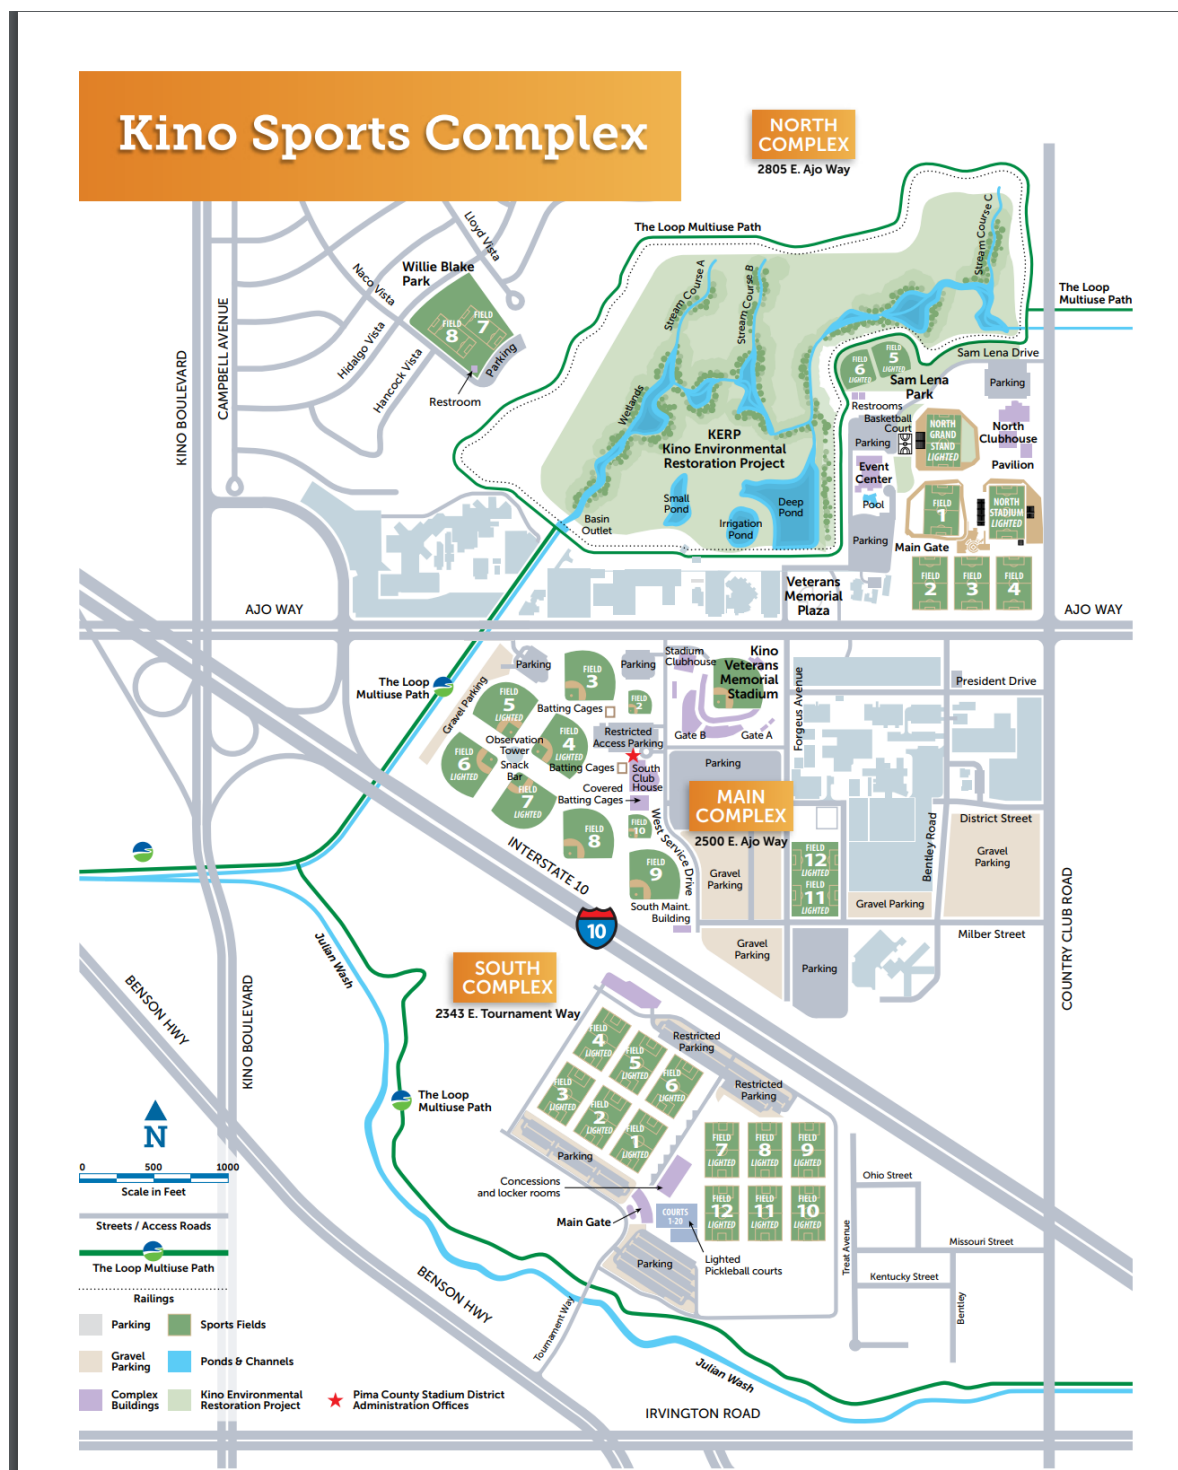 Kino Sports Complex
NORTH
COMPLEX
2805 E. Ajo Way
The Loop Multiuse Path
Stream Course C
Stream Course A
Stream Course B
The Loop
Multiuse Path
Lloyd Vista
Willie Blake
Park
Naco Vista
FIELD
7
FIELD
8
Hidalgo Vista
Hancock Vista
Parking
Restroom
CAMPBELL AVENUE
KINO BOULEVARD
Wetlands
KERP
Kino Environmental
Restoration Project
Small
Pond
Irrigation
Pond
Deep
Pond
Basin
Outlet
FIELD
5
LIGHTED
FIELD
6
LIGHTED
Sam Lena Drive
Sam Lena
Park
Parking
Restrooms
Basketball
Court
Parking
NORTH
GRAND
STAND
LIGHTED
North
Clubhouse
Pavilion
Event
Center
Pool
FIELD
1
NORTH
STADIUM
LIGHTED
Parking
Main Gate
FIELD
2
FIELD
3
FIELD
4
Veterans
Memorial
Plaza
AJO WAY
AJO WAY
Parking
FIELD
3
Parking
Stadium
Clubhouse
Kino
Veterans
Memorial
Stadium
The Loop
Multiuse Path
Gravel Parking
FIELD
5
LIGHTED
Batting Cages
FIELD
2
Forgeus Avenue
President Drive
Observation
Tower
FIELD
4
LIGHTED
Restricted
Access Parking
Gate B
Gate A
FIELD
6
LIGHTED
Snack
Bar
Batting Cages
South
Club
House
Parking
FIELD
7
LIGHTED
Covered
Batting Cages
MAIN
COMPLEX
2500 E. Ajo Way
FIELD
8
FIELD
10
West Service Drive
District Street
Bentley Road
INTERSTATE 10
FIELD
9
Gravel
Parking
FIELD
12
LIGHTED
FIELD
11
LIGHTED
Gravel
Parking
Gravel Parking
South Maint.
Building
10
Milber Street
COUNTRY CLUB ROAD
Gravel
Parking
Parking
Julian Wash
BENSON HWY
KINO BOULEVARD
SOUTH
COMPLEX
2343 E. Tournament Way
FIELD
4
LIGHTED
FIELD
5
LIGHTED
FIELD
6
LIGHTED
Restricted
Parking
Restricted
Parking
FIELD
3
LIGHTED
FIELD
2
LIGHTED
FIELD
1
LIGHTED
The Loop
Multiuse Path
Parking
FIELD
7
LIGHTED
FIELD
8
LIGHTED
FIELD
9
LIGHTED
Concessions
and locker rooms
Main Gate
COURTS
1-20
FIELD
12
LIGHTED
FIELD
11
LIGHTED
FIELD
10
LIGHTED
Lighted
Pickleball courts
Parking
Ohio Street
Treat Avenue
Missouri Street
Kentucky Street
Bentley
BENSON HWY
Tournament Way
Julian Wash
IRVINGTON ROAD
N
0 500 1000
Scale in Feet
Streets / Access Roads
The Loop Multiuse Path
Railings
Parking
Sports Fields
Gravel
Parking
Ponds & Channels
Complex
Buildings
Kino Environmental
Restoration Project
Pima County Stadium District
Administration Offices